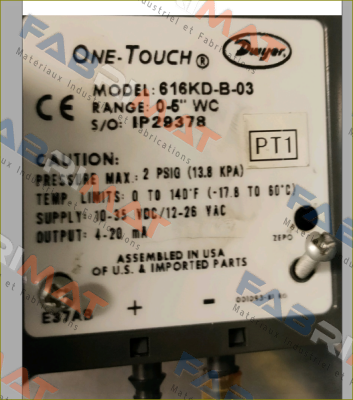 ONE-TOUCH® Dwyer
MODEL: 616KD-B-03
RANGE: 0-5" WC
S/O: IP29378
CE
PT1
CAUTION:
PRESSURE MAX.: 2 PSIG (13.8 KPA)
TEMP. LIMITS: 0 TO 140°F (-17.8 TO 60°C)
SUPPLY: 10-35 VDC/12-26 VAC
OUTPUT: 4-20 mA
ZERO
ASSEMBLED IN USA
OF U.S. & IMPORTED PARTS
E37AB
+ -
FABRIMAT
Matériaux Industriels et Fabrications